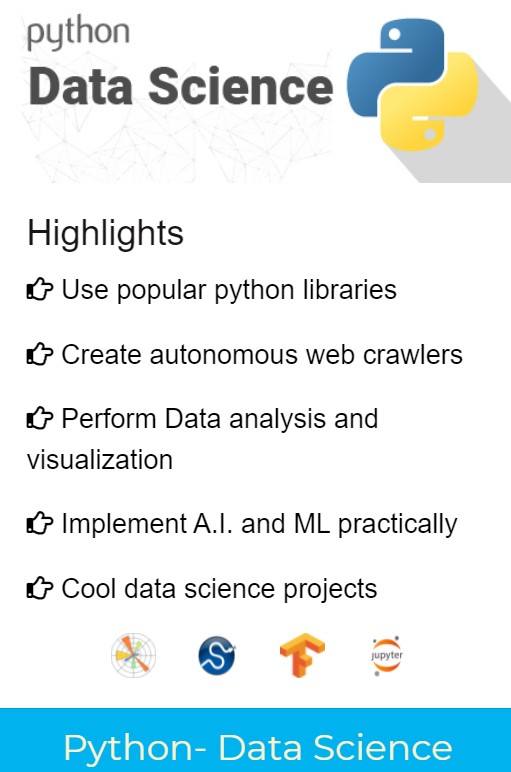 python
Data Science
Highlights
Use popular python libraries
Create autonomous web crawlers
Perform Data analysis and
visualization
Implement A.I. and ML practically
Cool data science projects
jupyter
Python- Data Science